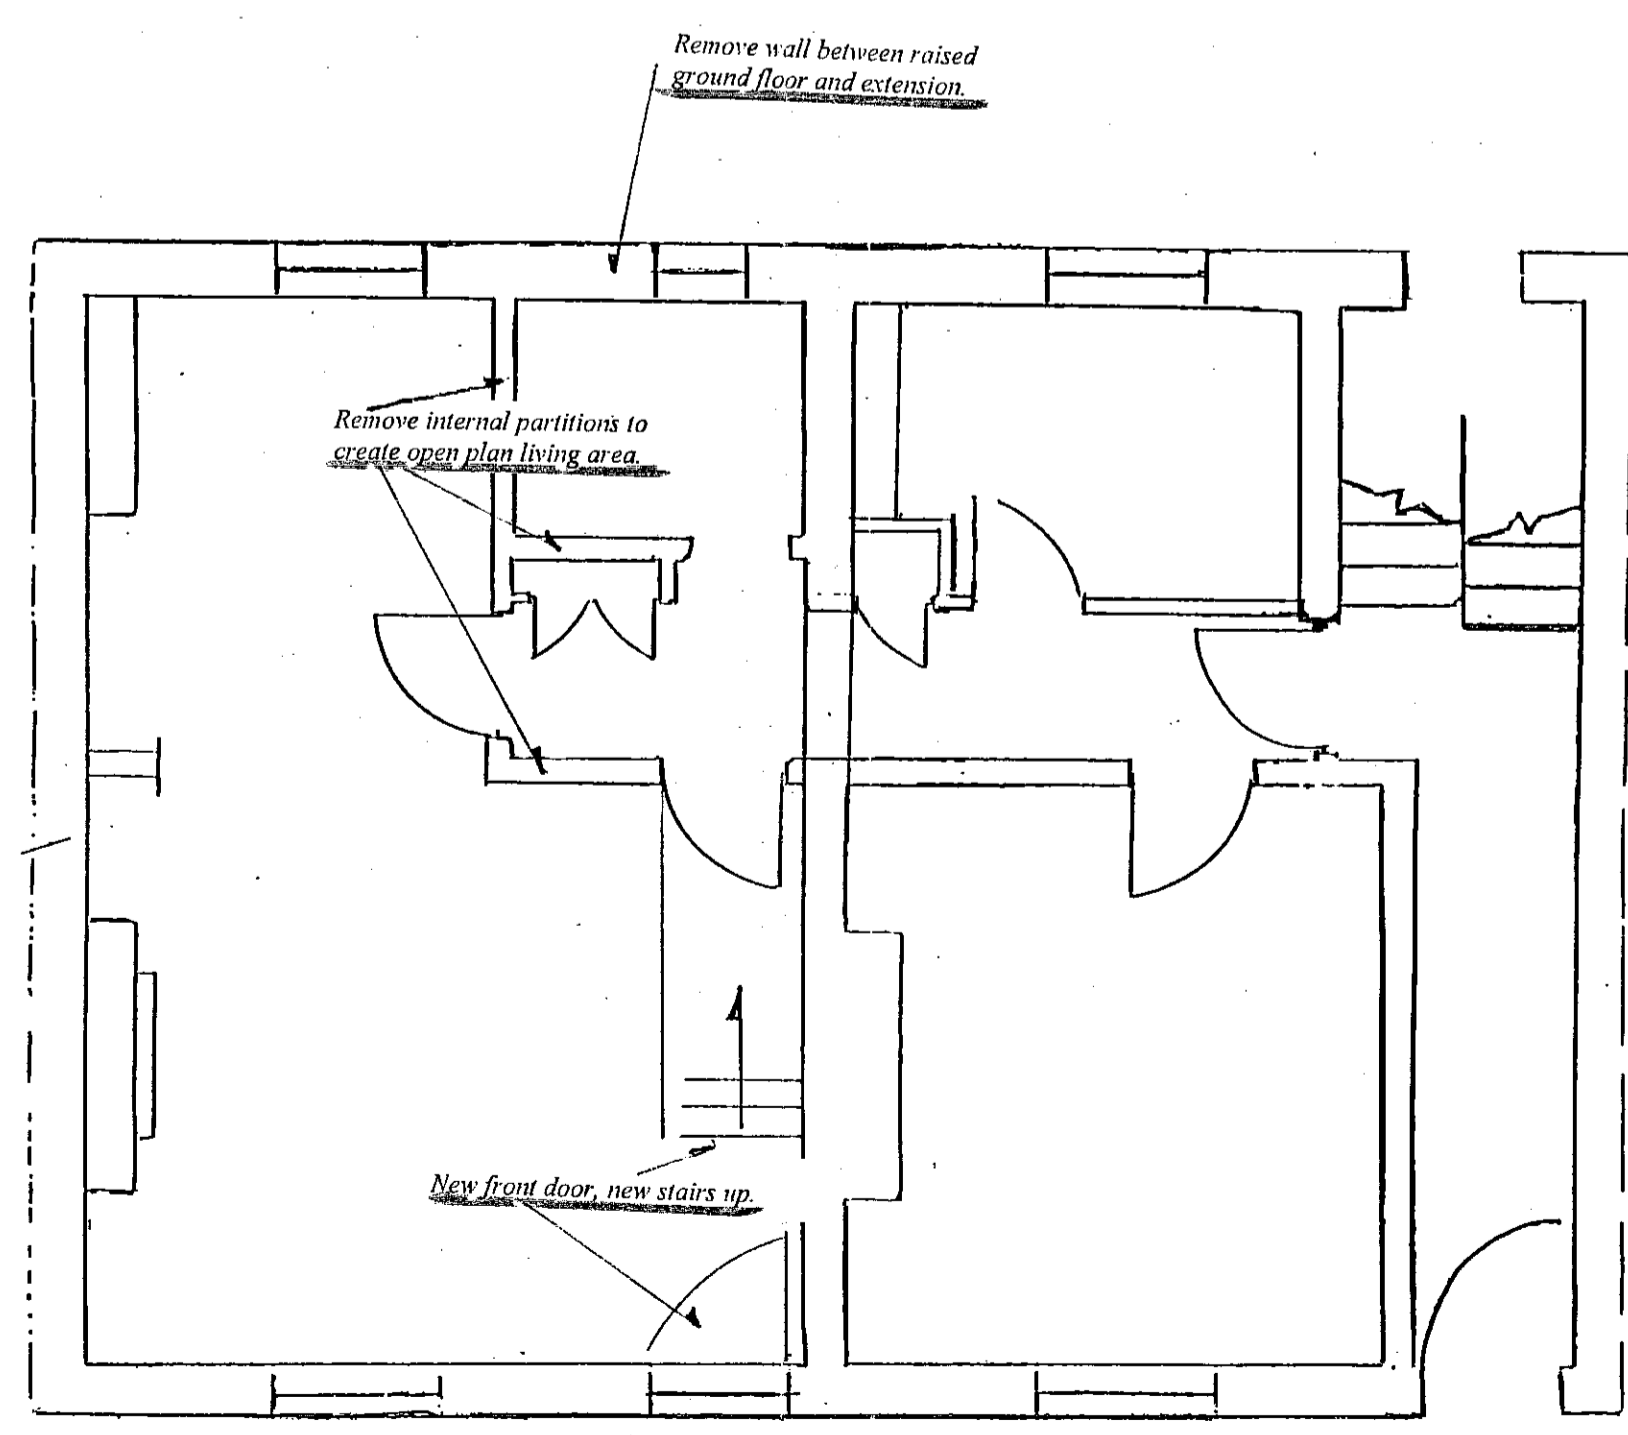 Remove wall between raised
ground floor and extension.
Remove internal partitions to
create open plan living area.
New front door, new stairs up.